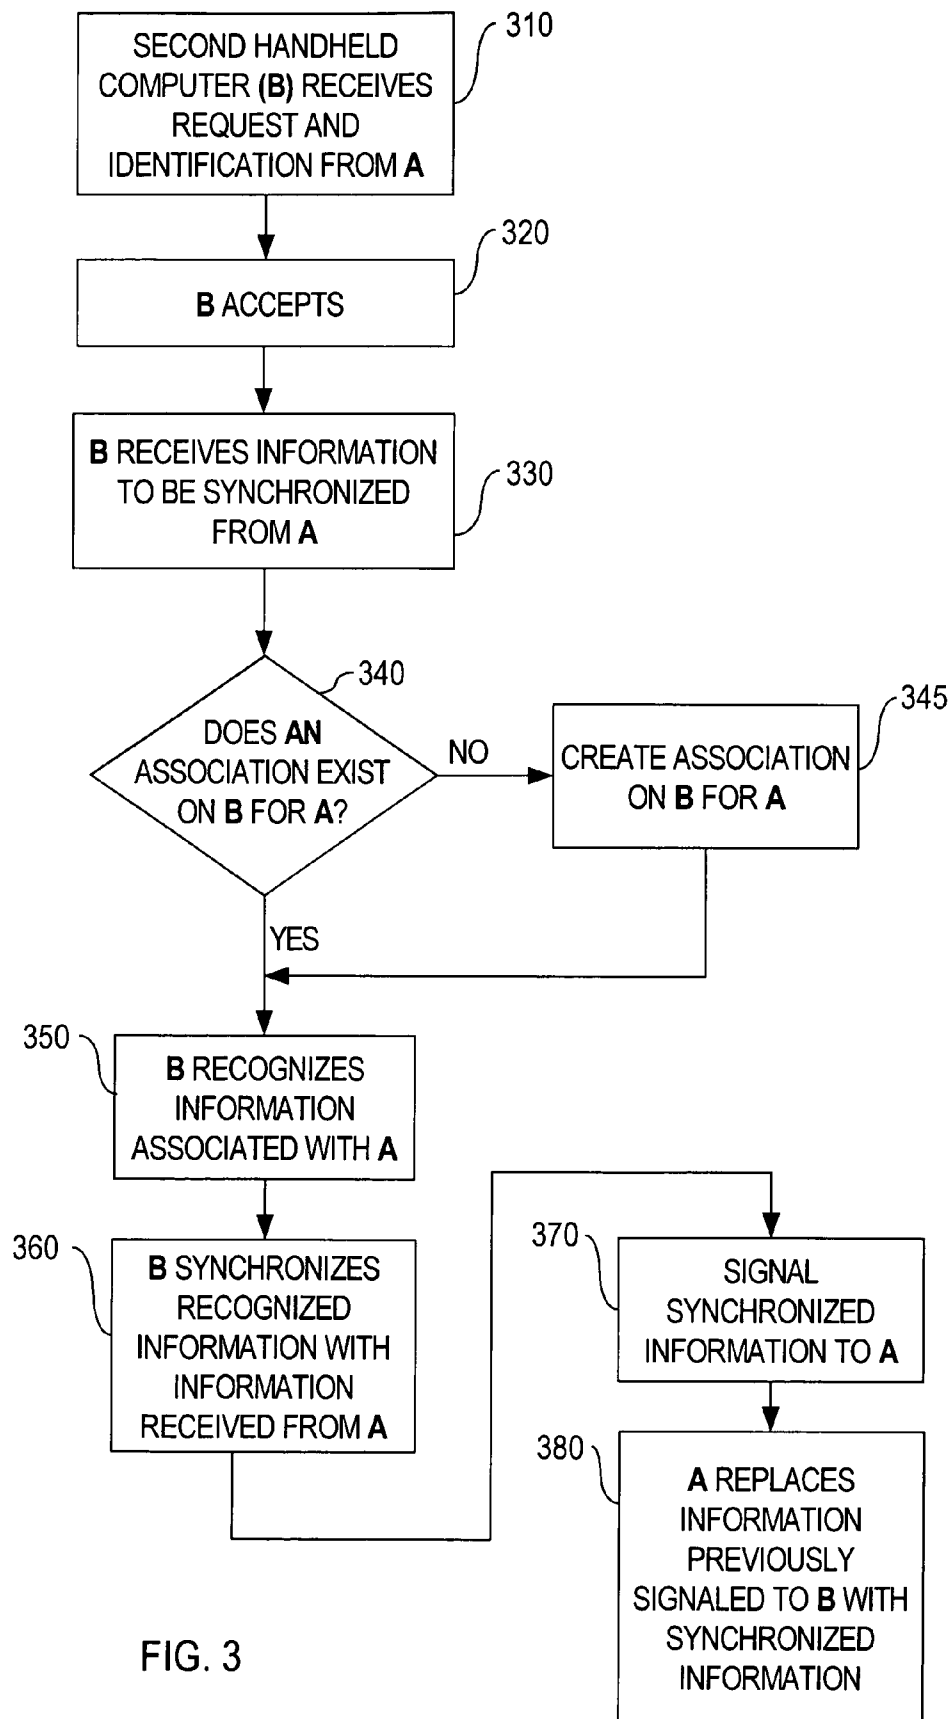 310
SECOND HANDHELD
COMPUTER (B) RECEIVES
REQUEST AND
IDENTIFICATION FROM A
320
B ACCEPTS
330
B RECEIVES INFORMATION
TO BE SYNCHRONIZED
FROM A
340
DOES AN
ASSOCIATION EXIST
ON B FOR A?
NO
345
CREATE ASSOCIATION
ON B FOR A
YES
350
B RECOGNIZES
INFORMATION
ASSOCIATED WITH A
360
B SYNCHRONIZES
RECOGNIZED
INFORMATION WITH
INFORMATION
RECEIVED FROM A
370
SIGNAL
SYNCHRONIZED
INFORMATION TO A
380
A REPLACES
INFORMATION
PREVIOUSLY
SIGNALED TO B WITH
SYNCHRONIZED
INFORMATION
FIG. 3